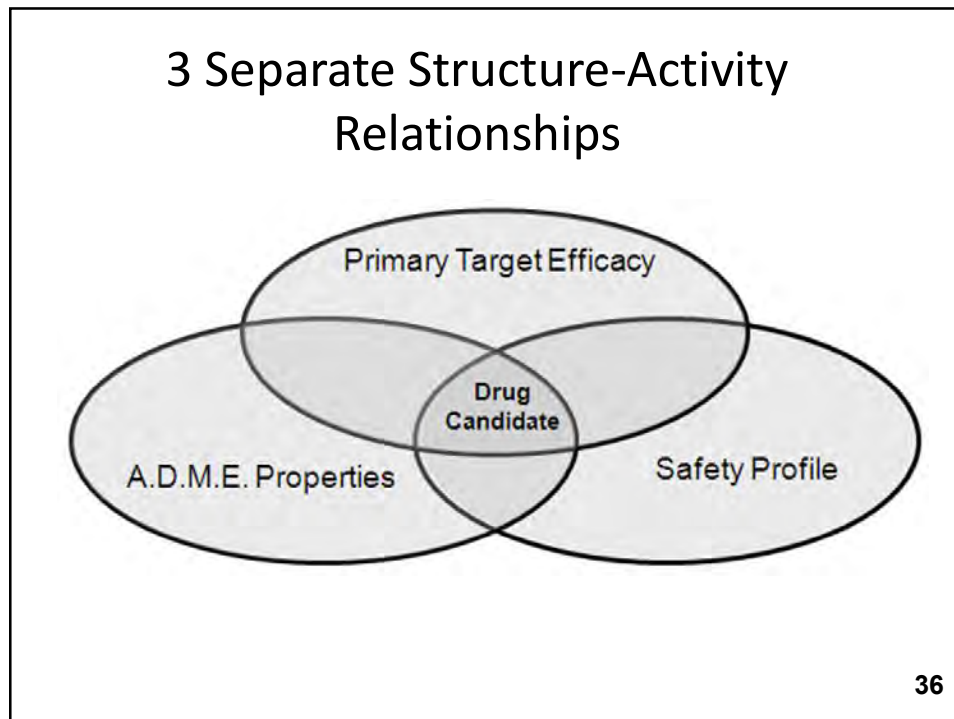 3 Separate Structure-Activity
Relationships
Primary Target Efficacy
Drug
Candidate
A.D.M.E. Properties
Safety Profile
36